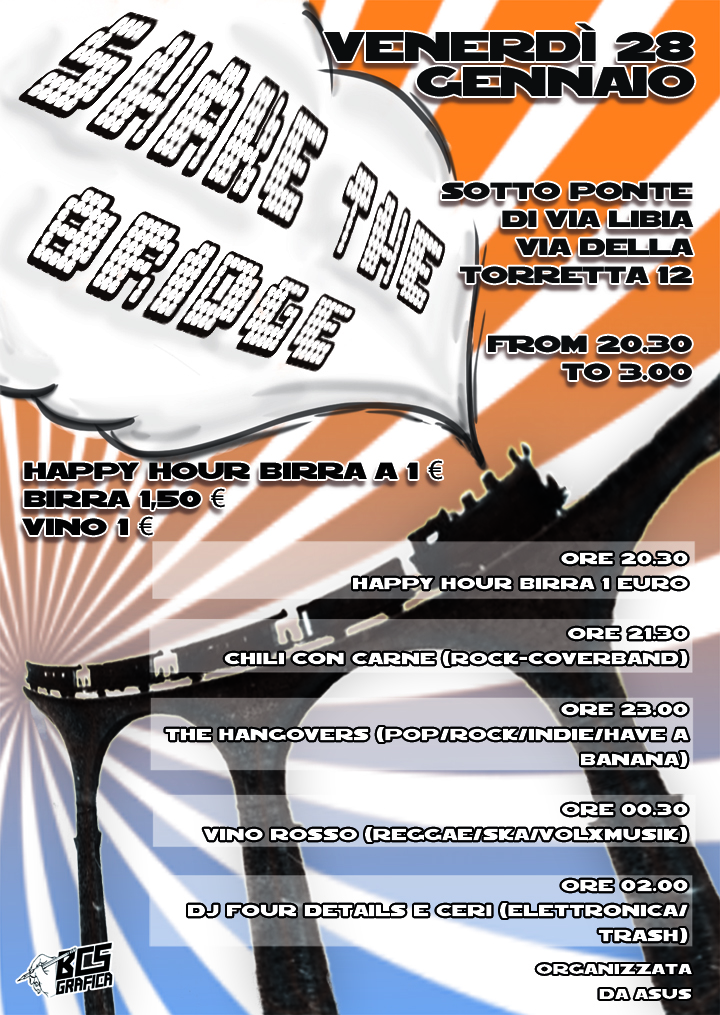 SHAKE THE
BRIDGE
VENERDÌ 28
GENNAIO
SOTTO PONTE
DI VIA LIBIA
VIA DELLA
TORRETTA 12
FROM 20.30
TO 3.00
HAPPY HOUR BIRRA A 1 €
BIRRA 1,50 €
VINO 1 €
ORE 20.30
HAPPY HOUR BIRRA 1 EURO
ORE 21.30
CHILI CON CARNE (ROCK-COVERBAND)
ORE 23.00
THE HANGOVERS (POP/ROCK/INDIE/HAVE A
BANANA)
ORE 00.30
VINO ROSSO (REGGAE/SKA/VOLXMUSIK)
ORE 02.00
DJ FOUR DETAILS E CERI (ELETTRONICA/
TRASH)
ORGANIZZATA
DA ASUS
BCS
GRAFICA